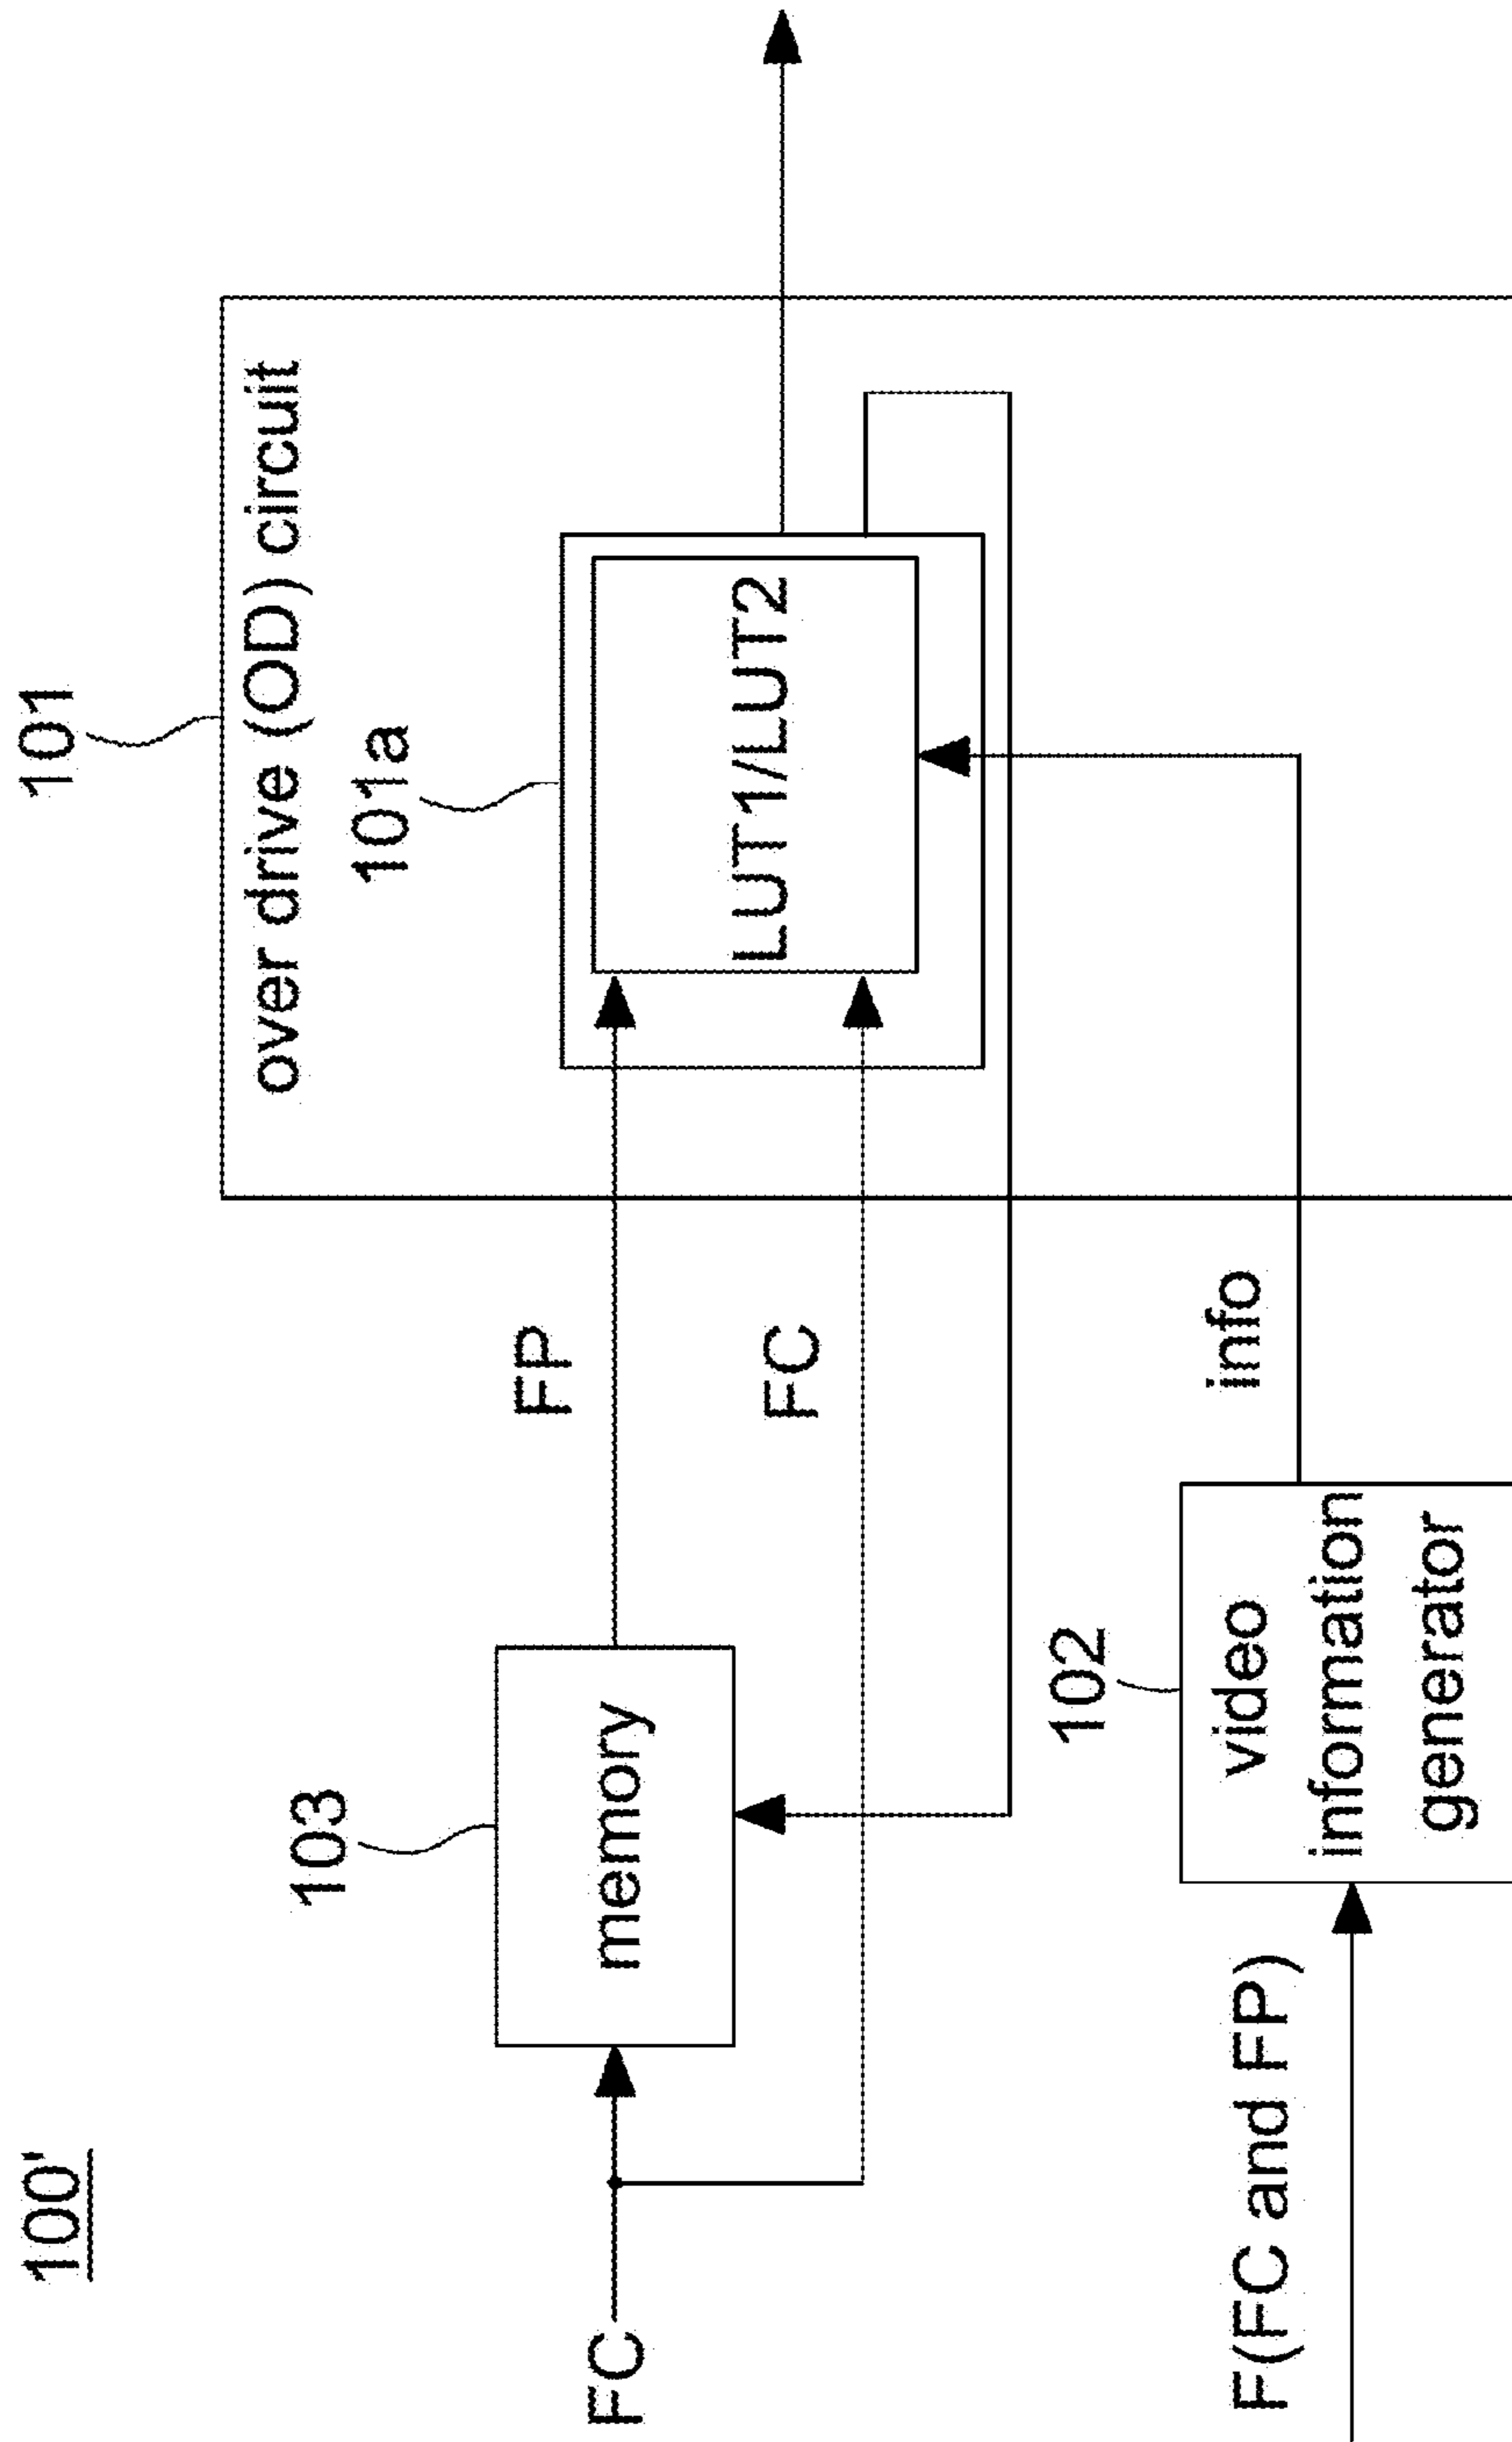 100'
101
over drive (OD) circuit
101a
103
FP
memory
LUT1/LUT2
FC
FC
102
info
video
information
generator
F(FC and FP)